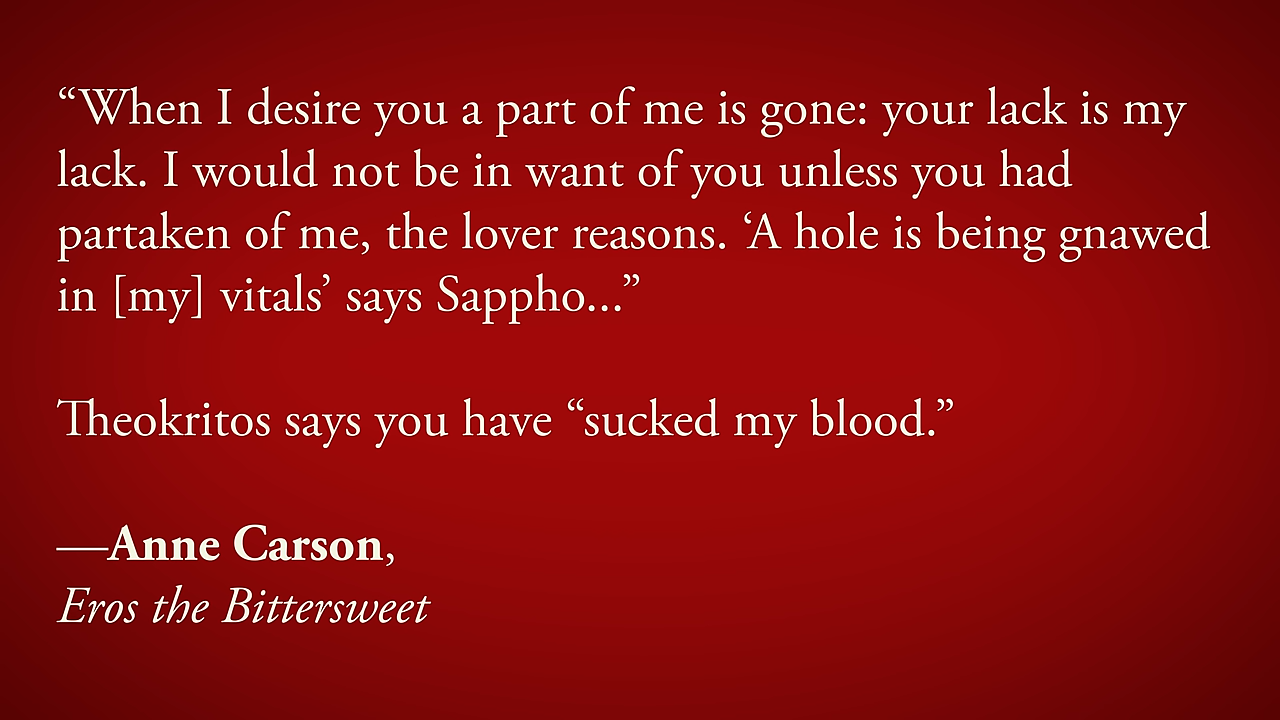 “When I desire you a part of me is gone: your lack is my
lack. I would not be in want of you unless you had
partaken of me, the lover reasons. ‘A hole is being gnawed
in [my] vitals’ says Sappho...”
Theokritos says you have “sucked my blood.”
—Anne Carson,
Eros the Bittersweet